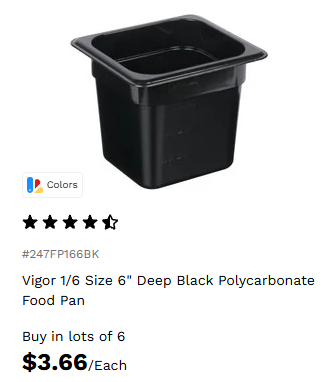 Colors
#247FP166BK
Vigor 1/6 Size 6" Deep Black Polycarbonate
Food Pan
Buy in lots of 6
$3.66/Each